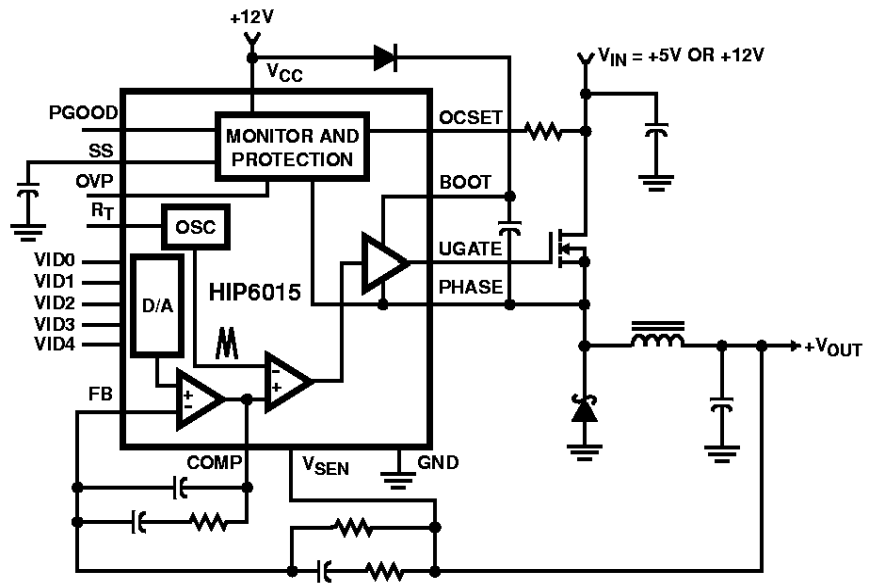 +12V
VIN = +5V OR +12V
VCC
PGOOD
MONITOR AND
PROTECTION
OCSET
SS
OVP
BOOT
RT
OSC
UGATE
VID0
VID1
VID2
VID3
VID4
D/A
HIP6015
PHASE
+VOUT
FB
+
-
-
+
COMP
VSEN
GND